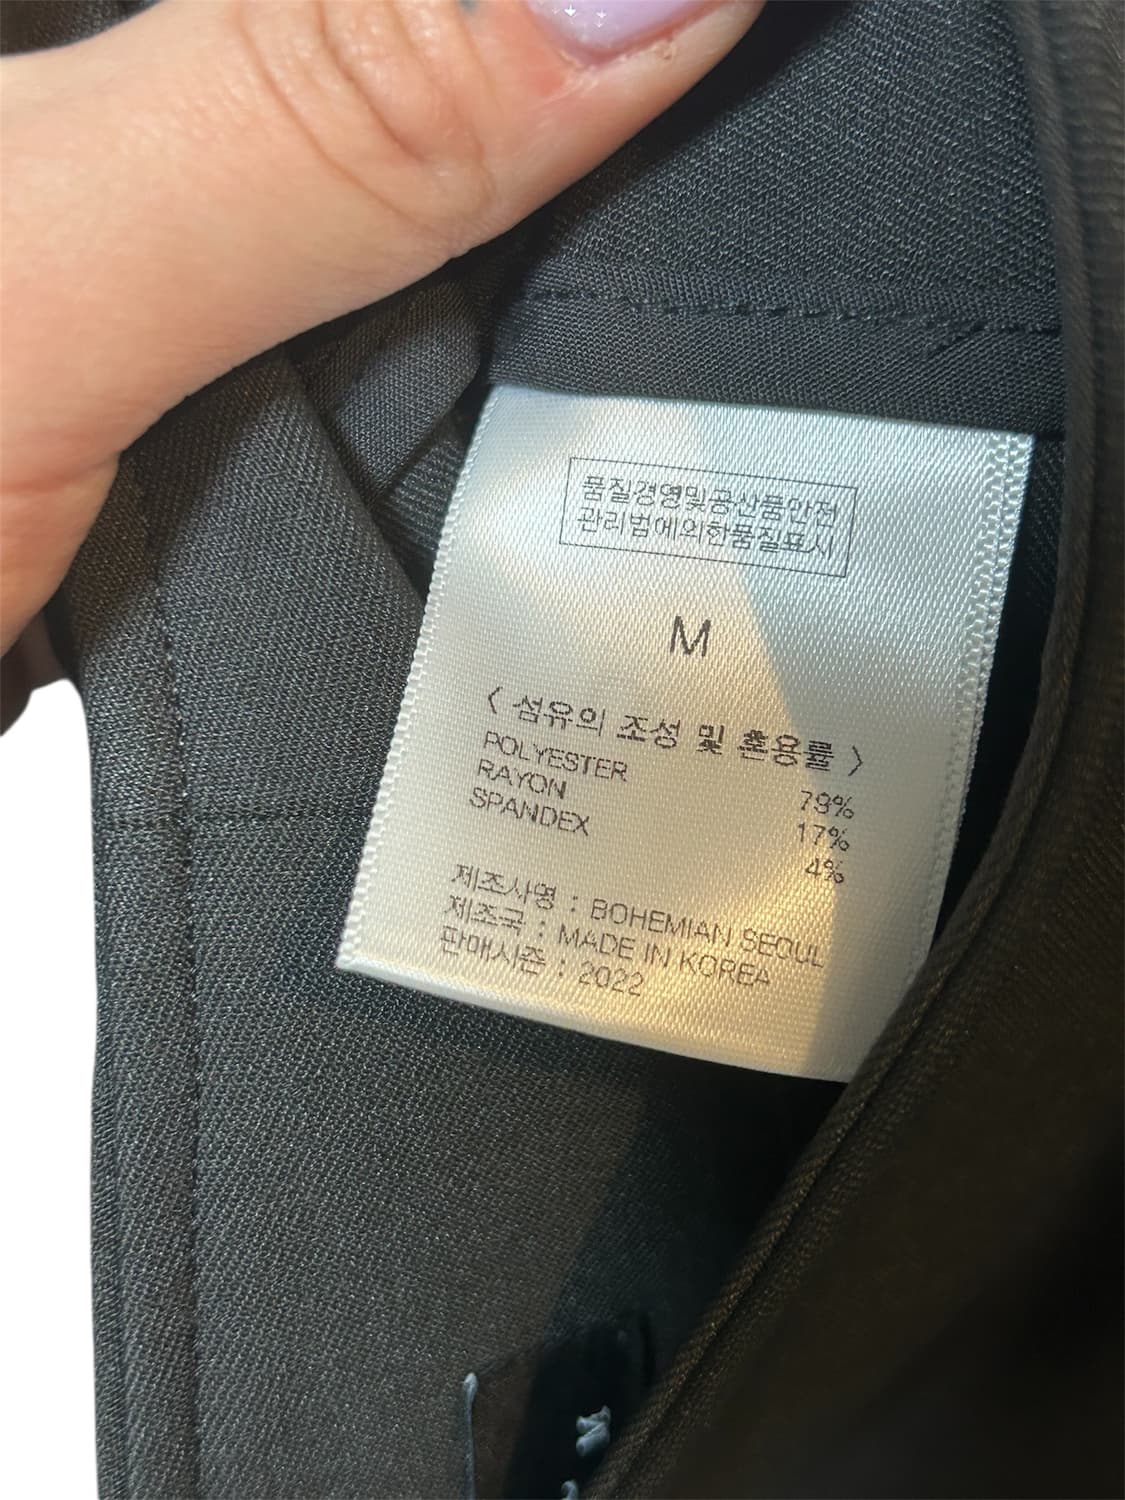 품질경영및공산품안전
관리법에의한품질표시
M
< 섬유의 조성 및 혼용률 >
POLYESTER 79%
RAYON 17%
SPANDEX 4%
제조사명 : BOHEMIAN SEOUL
제조국 : MADE IN KOREA
판매시즌 : 2022